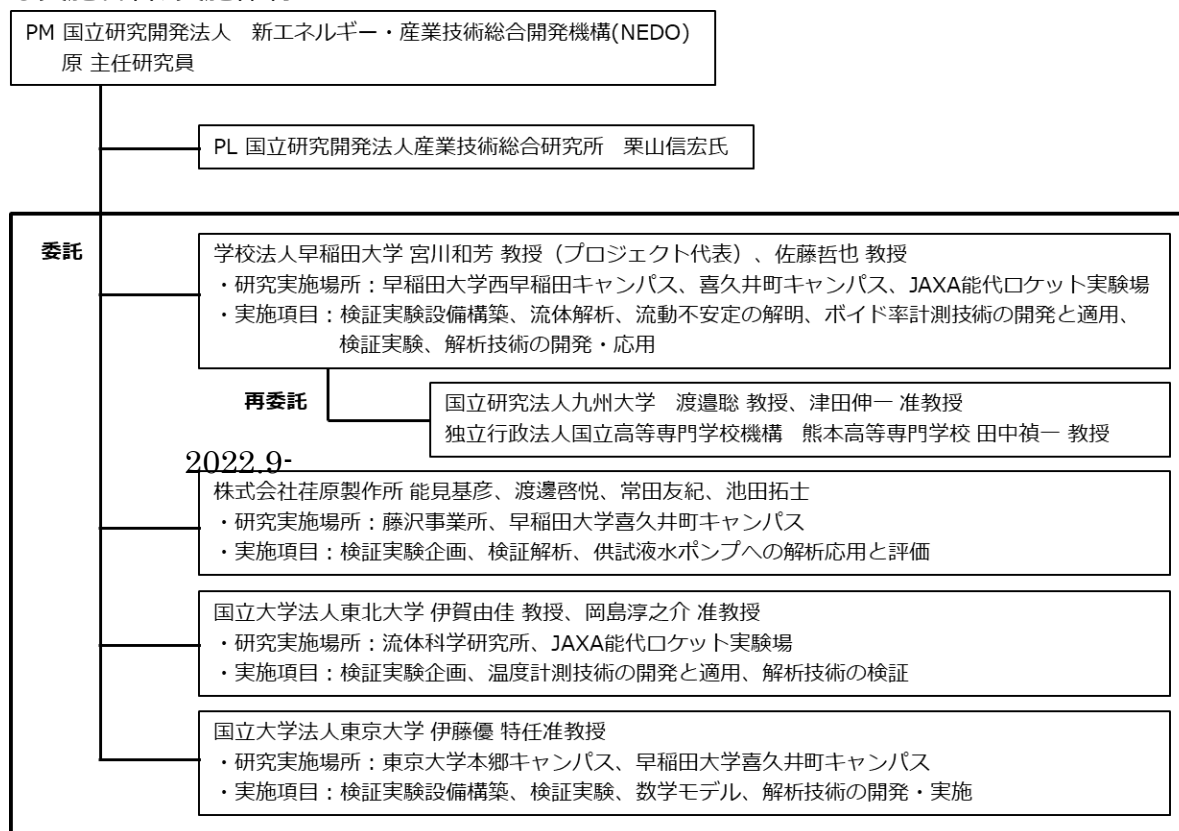 PM 国立研究開発法人　新エネルギー・産業技術総合開発機構(NEDO)
原 主任研究員
PL 国立研究開発法人産業技術総合研究所　栗山信宏氏
委託
学校法人早稲田大学 宮川和芳 教授（プロジェクト代表）、佐藤哲也 教授
・研究実施場所：早稲田大学西早稲田キャンパス、喜久井町キャンパス、JAXA能代ロケット実験場
・実施項目：検証実験設備構築、流体解析、流動不安定の解明、ボイド率計測技術の開発と適用、
検証実験、解析技術の開発・応用
再委託
国立研究法人九州大学　渡邉聡 教授、津田伸一 准教授
独立行政法人国立高等専門学校機構　熊本高等専門学校 田中禎一 教授
2022.9-
株式会社荏原製作所 能見基彦、渡邉啓悦、常田友紀、池田拓士
・研究実施場所：藤沢事業所、早稲田大学喜久井町キャンパス
・実施項目：検証実験企画、検証解析、供試液水ポンプへの解析応用と評価
国立大学法人東北大学 伊賀由佳 教授、岡島淳之介 准教授
・研究実施場所：流体科学研究所、JAXA能代ロケット実験場
・実施項目：検証実験企画、温度計測技術の開発と適用、解析技術の検証
国立大学法人東京大学 伊藤優 特任准教授
・研究実施場所：東京大学本郷キャンパス、早稲田大学喜久井町キャンパス
・実施項目：検証実験設備構築、検証実験、数学モデル、解析技術の開発・実施